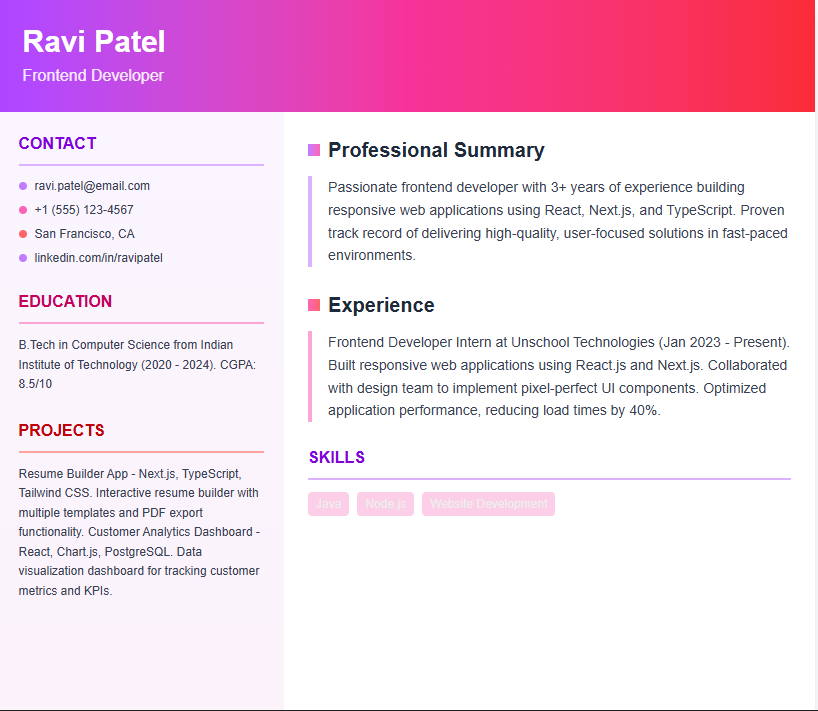 Ravi Patel
Frontend Developer
CONTACT
ravi.patel@email.com
+1 (555) 123-4567
San Francisco, CA
linkedin.com/in/ravipatel
EDUCATION
B.Tech in Computer Science from Indian
Institute of Technology (2020 - 2024). CGPA:
8.5/10
PROJECTS
Resume Builder App - Next.js, TypeScript,
Tailwind CSS. Interactive resume builder with
multiple templates and PDF export
functionality. Customer Analytics Dashboard -
React, Chart.js, PostgreSQL. Data
visualization dashboard for tracking customer
metrics and KPIs.
Professional Summary
Passionate frontend developer with 3+ years of experience building
responsive web applications using React, Next.js, and TypeScript. Proven
track record of delivering high-quality, user-focused solutions in fast-paced
environments.
Experience
Frontend Developer Intern at Unschool Technologies (Jan 2023 - Present).
Built responsive web applications using React.js and Next.js. Collaborated
with design team to implement pixel-perfect UI components. Optimized
application performance, reducing load times by 40%.
SKILLS
Java Node.js Website Development